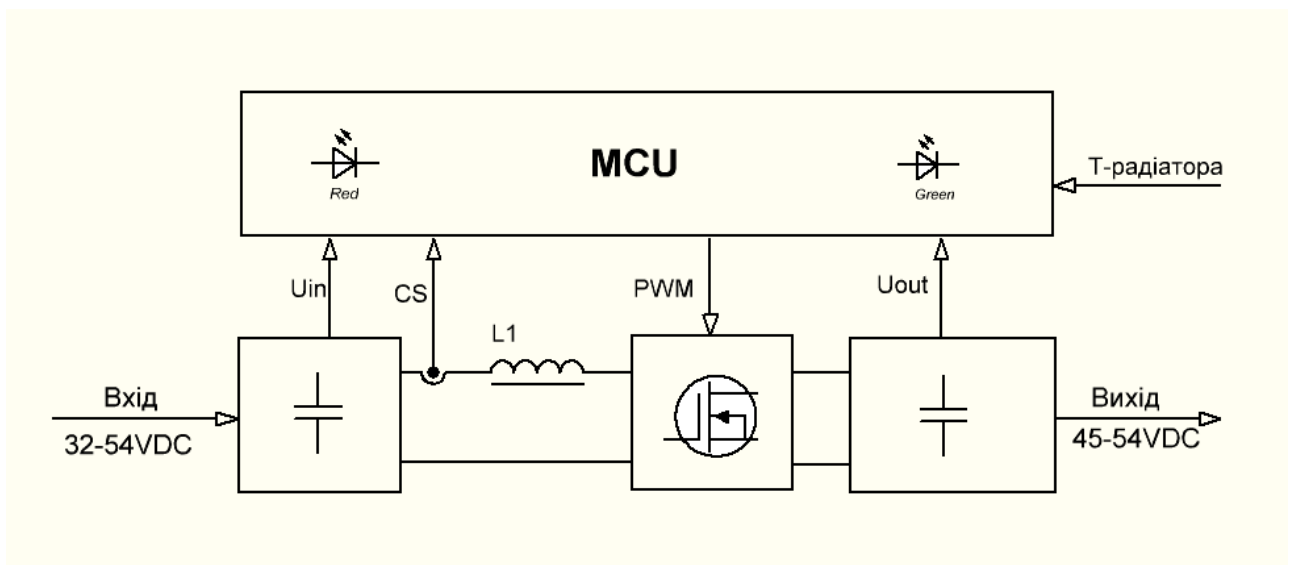 MCU
Red
Green
Т-радіатора
Uin
CS
PWM
Uout
L1
Вхід
32-54VDC
Вихід
45-54VDC